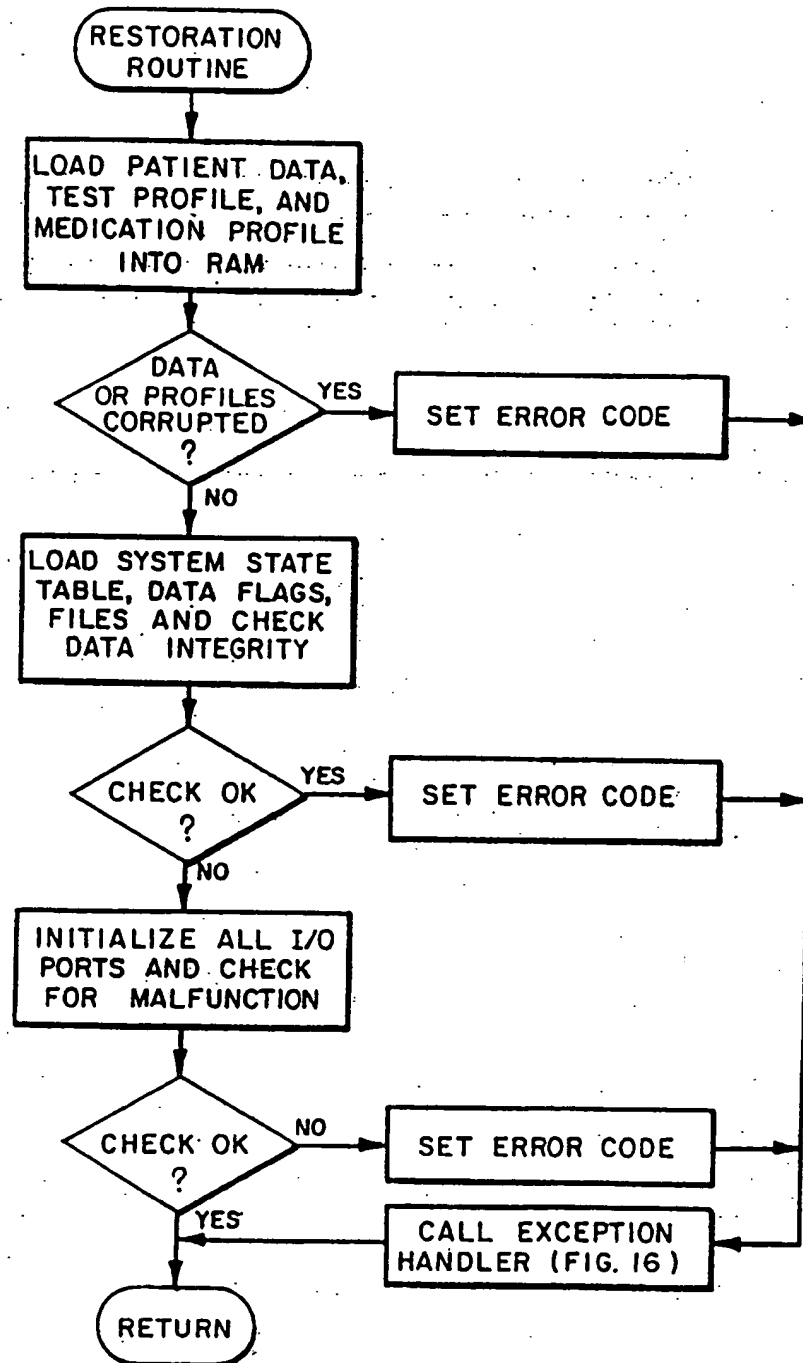 RESTORATION
ROUTINE
LOAD PATIENT DATA,
TEST PROFILE, AND
MEDICATION PROFILE
INTO RAM
DATA
OR PROFILES
CORRUPTED
?
YES
SET ERROR CODE
NO
LOAD SYSTEM STATE
TABLE, DATA FLAGS,
FILES AND CHECK
DATA INTEGRITY
CHECK OK
?
YES
SET ERROR CODE
NO
INITIALIZE ALL I/O
PORTS AND CHECK
FOR MALFUNCTION
CHECK OK
?
NO
SET ERROR CODE
YES
CALL EXCEPTION
HANDLER (FIG. 16)
RETURN